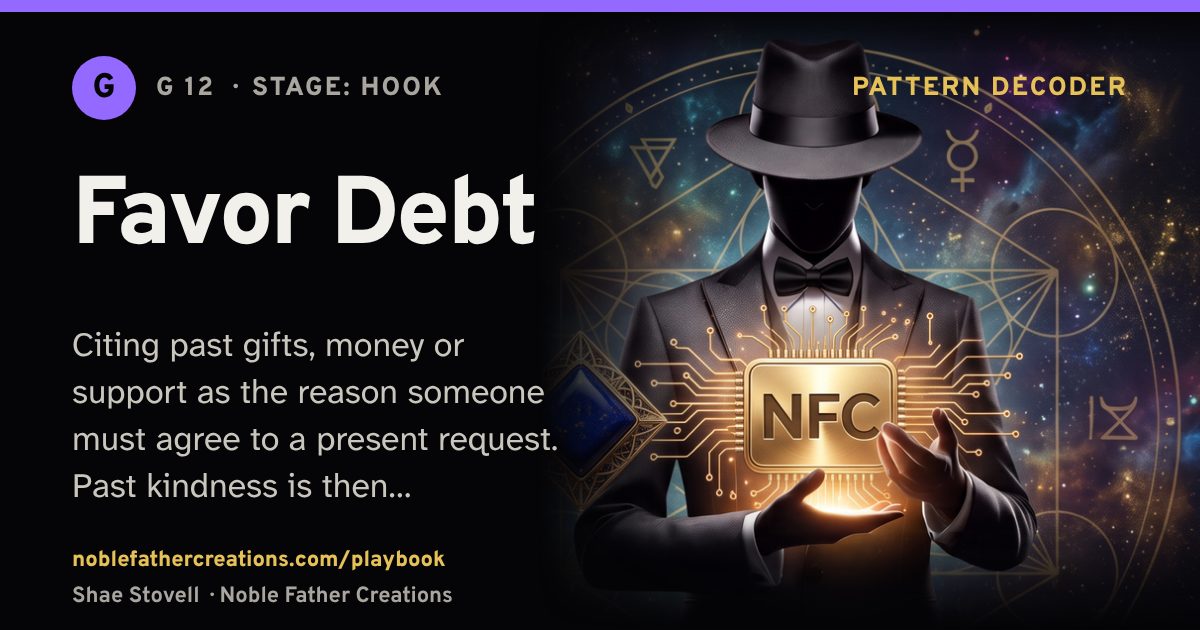 G
G 12 · STAGE: HOOK
PATTERN DECODER
Favor Debt
Citing past gifts, money or
support as the reason someone
must agree to a present request.
Past kindness is then...
NFC
noblefathercreations.com/playbook
Shae Stovell · Noble Father Creations